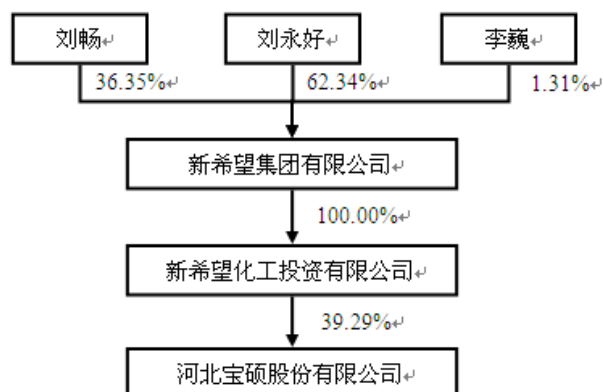 刘畅
刘永好
李巍
36.35%
62.34%
1.31%
新希望集团有限公司
100.00%
新希望化工投资有限公司
39.29%
河北宝硕股份有限公司